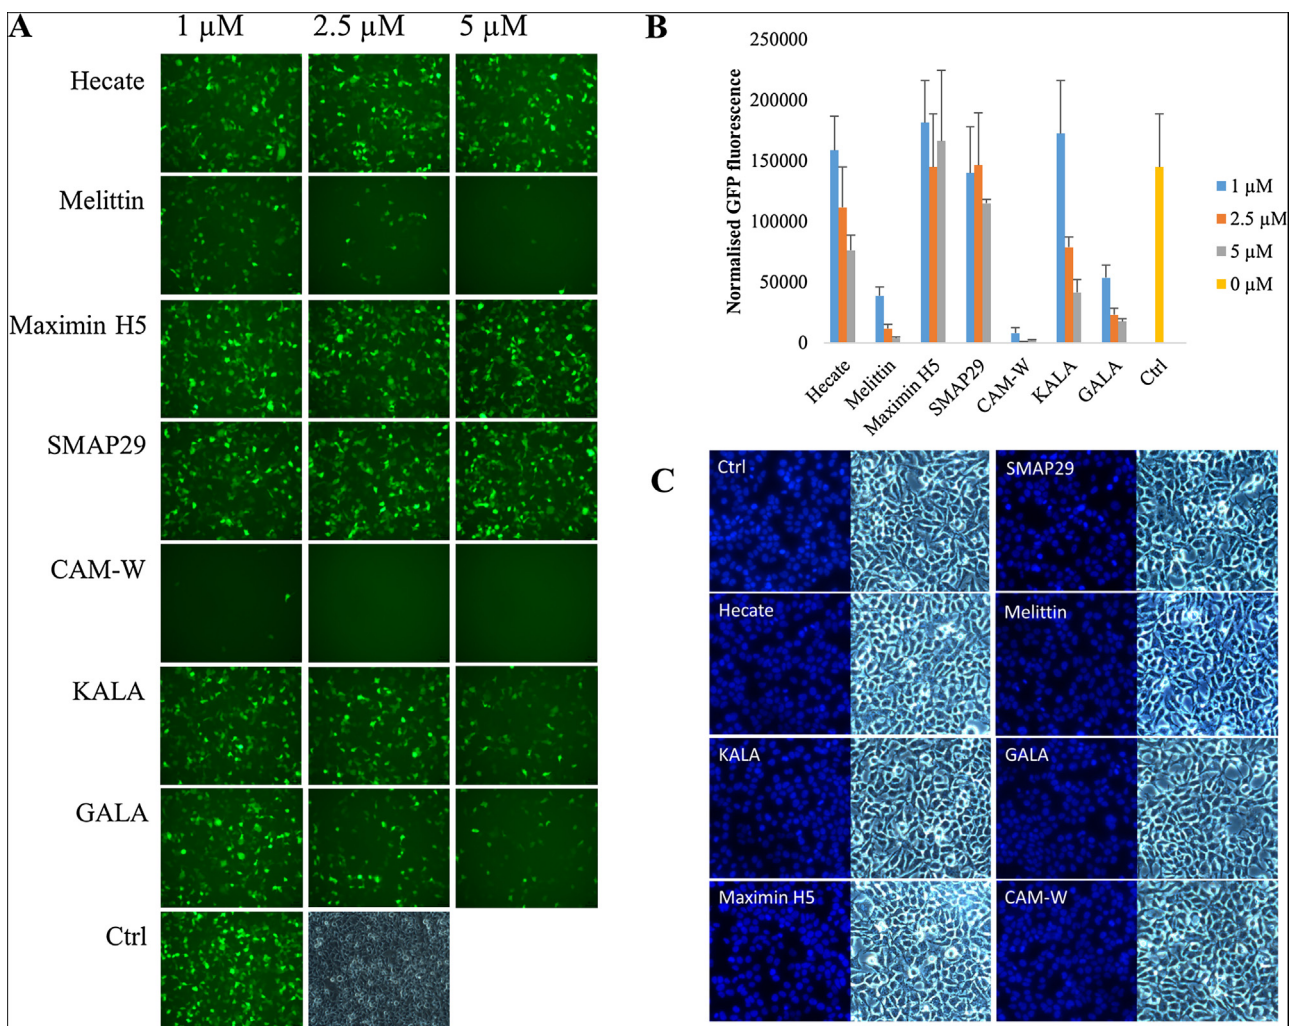 A
1 µM 2.5 µM 5 µM
Hecate
Melittin
Maximin H5
SMAP29
CAM-W
KALA
GALA
Ctrl
B
Normalised GFP fluorescence
250000
200000
150000
100000
50000
0
Hecate
Melittin
Maximin H5
SMAP29
CAM-W
KALA
GALA
Ctrl
1 µM
2.5 µM
5 µM
0 µM
C
Ctrl SMAP29
Hecate Melittin
KALA GALA
Maximin H5 CAM-W